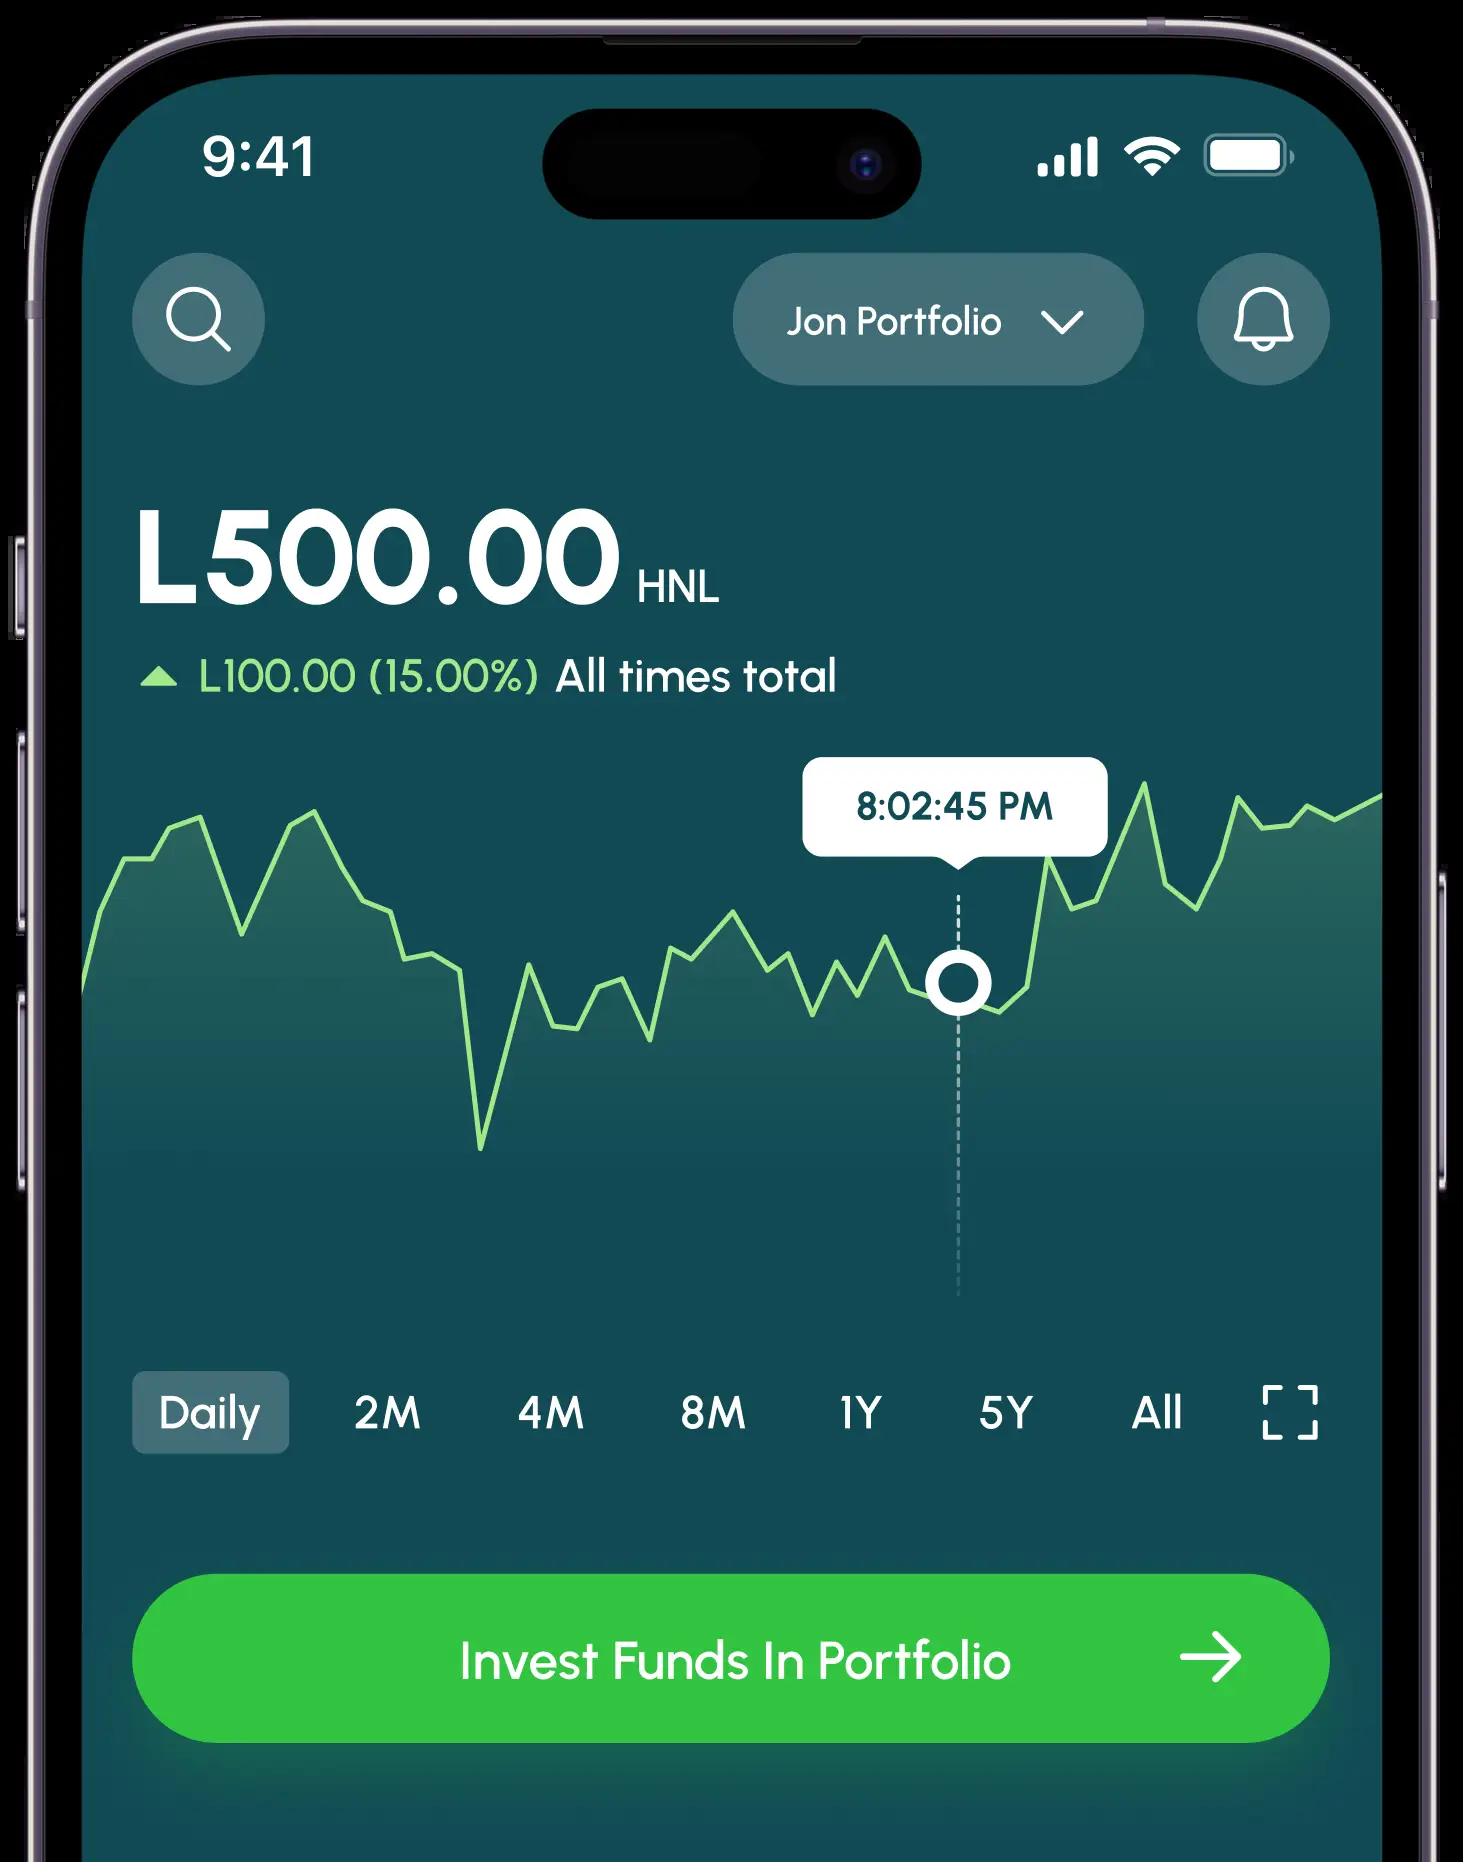 9:41
Jon Portfolio
L500.00 HNL
L100.00 (15.00%) All times total
8:02:45 PM
Daily 2M 4M 8M 1Y 5Y All
Invest Funds In Portfolio